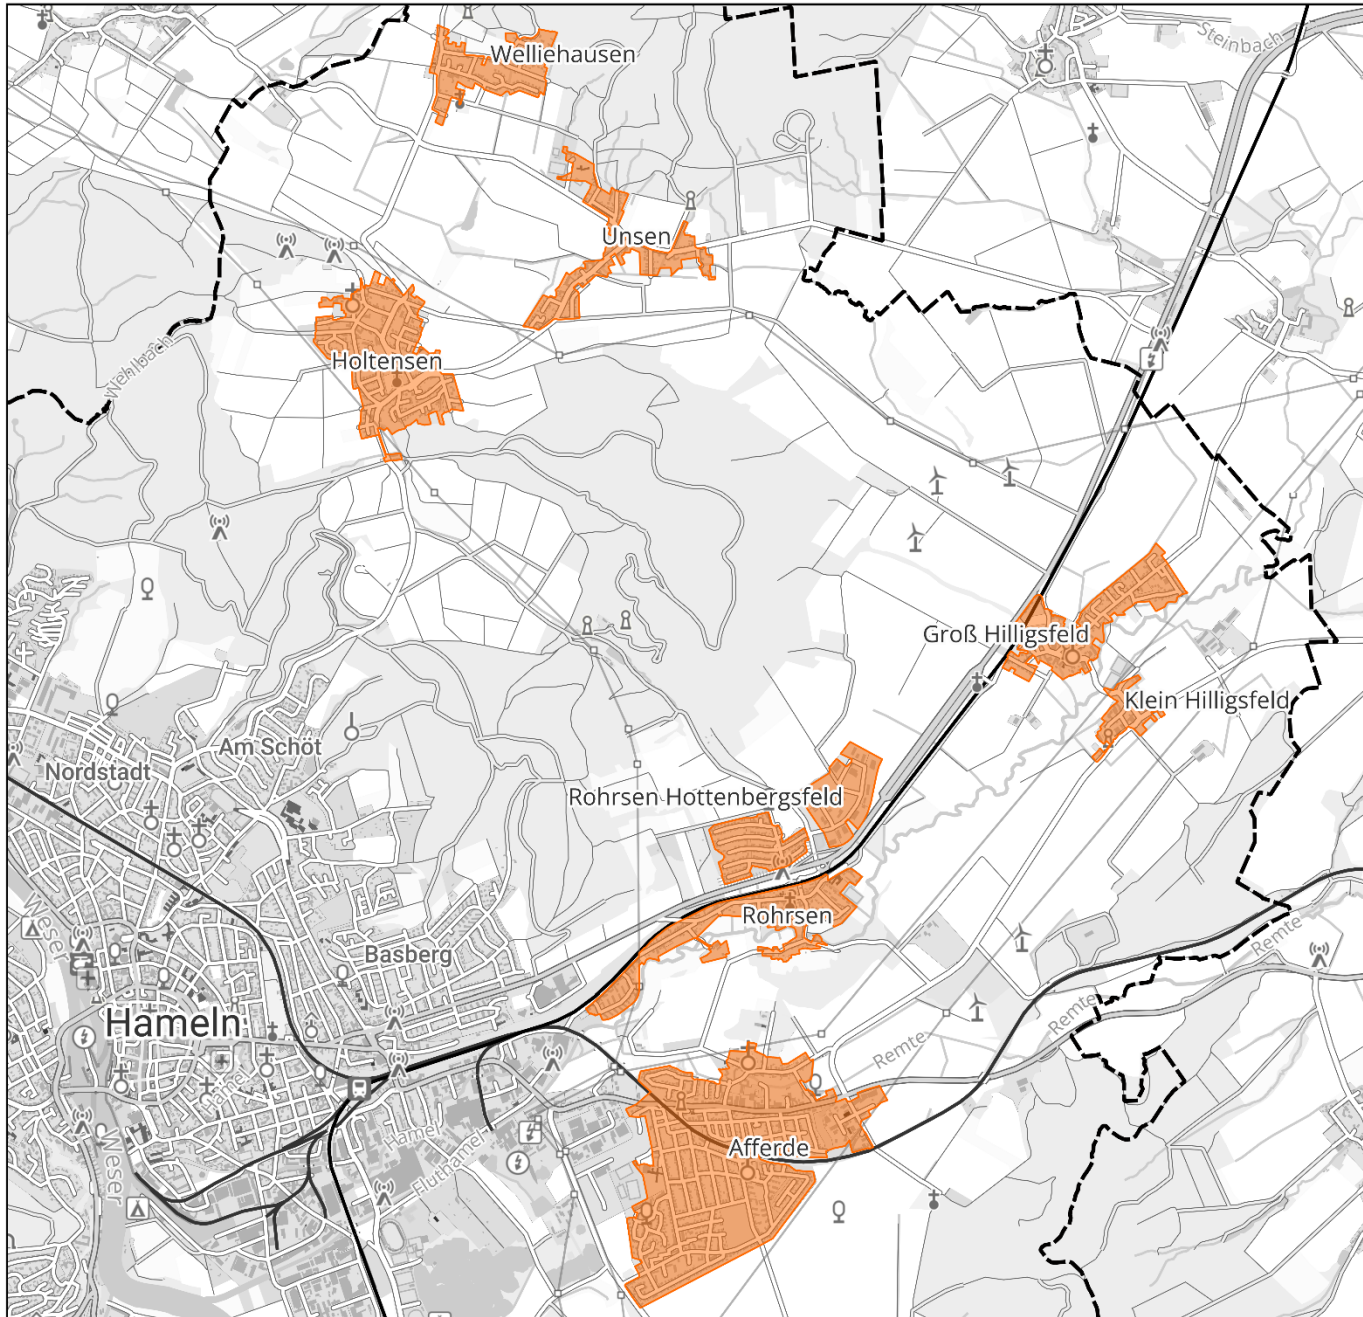 Steinbach
Welliehausen
Unsen
Wehlbach
Holtensen
Groß Hilligsfeld
Klein Hilligsfeld
Am Schöt
Nordstadt
Rohrsen Hottenbergsfeld
Weser
Rohrsen
Basberg
Remte
Hameln
Remte
Remte
Hamel
Hamel
Fluthamel
Afferde
Weser